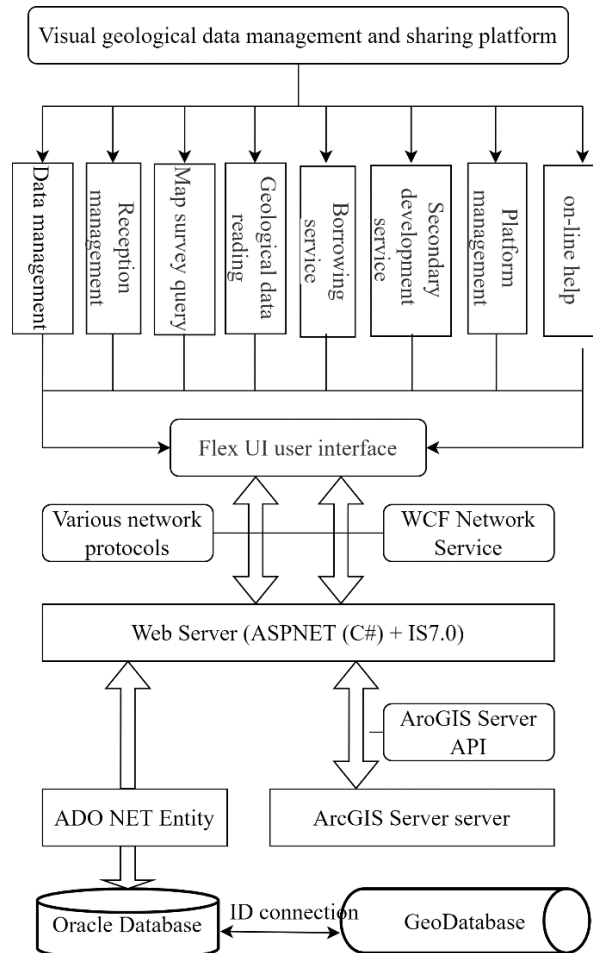 Visual geological data management and sharing platform
Data management
Reception
management
Map survey query
Geological data
reading
Borrowing
service
Secondary
development
service
Platform
management
on-line help
Flex UI user interface
Various network
protocols
WCF Network
Service
Web Server (ASPNET (C#) + IS7.0)
AroGIS Server
API
ADO NET Entity
ArcGIS Server server
Oracle Database
ID connection
GeoDatabase